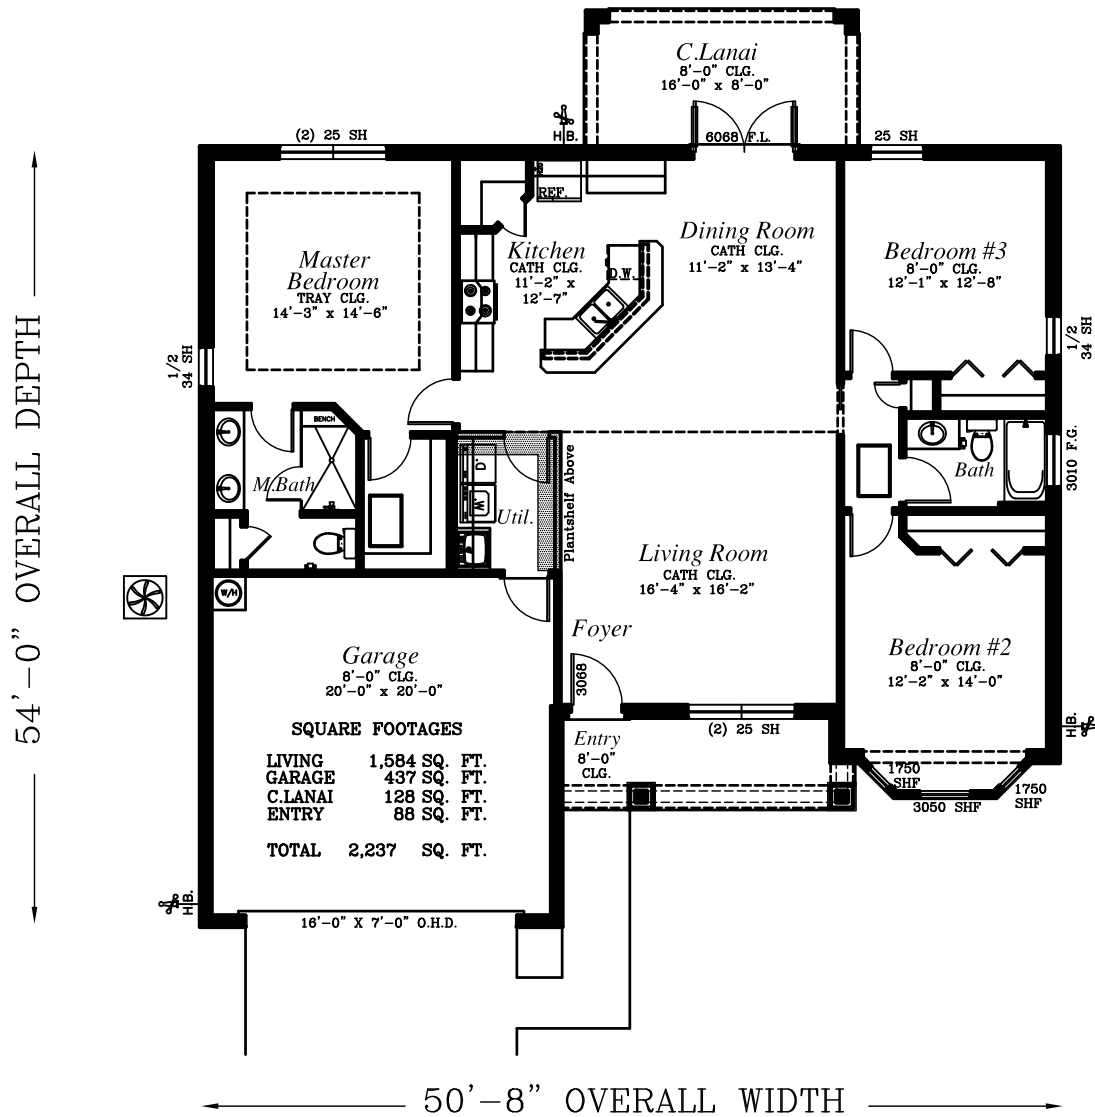 C.Lanai
8'-0" CLG.
16'-0" x 8'-0"
(2) 25 SH
H.B.
6068 F.L.
25 SH
REF.
Master
Bedroom
TRAY CLG.
14'-3" x 14'-6"
Kitchen
CATH CLG.
11'-2" x
12'-7"
D.W.
Dining Room
CATH CLG.
11'-2" x 13'-4"
Bedroom #3
8'-0" CLG.
12'-1" x 12'-8"
1/2
34 SH
1/2
34 SH
54'-0" OVERALL DEPTH
BENCH
M.Bath
D.
W.
Util.
Plantshelf Above
Bath
3010 F.G.
Living Room
CATH CLG.
16'-4" x 16'-2"
W/H
Foyer
3068
Garage
8'-0" CLG.
20'-0" x 20'-0"
Bedroom #2
8'-0" CLG.
12'-2" x 14'-0"
SQUARE FOOTAGES
LIVING 1,584 SQ. FT.
GARAGE 437 SQ. FT.
C.LANAI 128 SQ. FT.
ENTRY 88 SQ. FT.
TOTAL 2,237 SQ. FT.
Entry
8'-0"
CLG.
(2) 25 SH
H.B.
1750
SHF
3050 SHF
1750
SHF
H.B.
16'-0" X 7'-0" O.H.D.
50'-8" OVERALL WIDTH